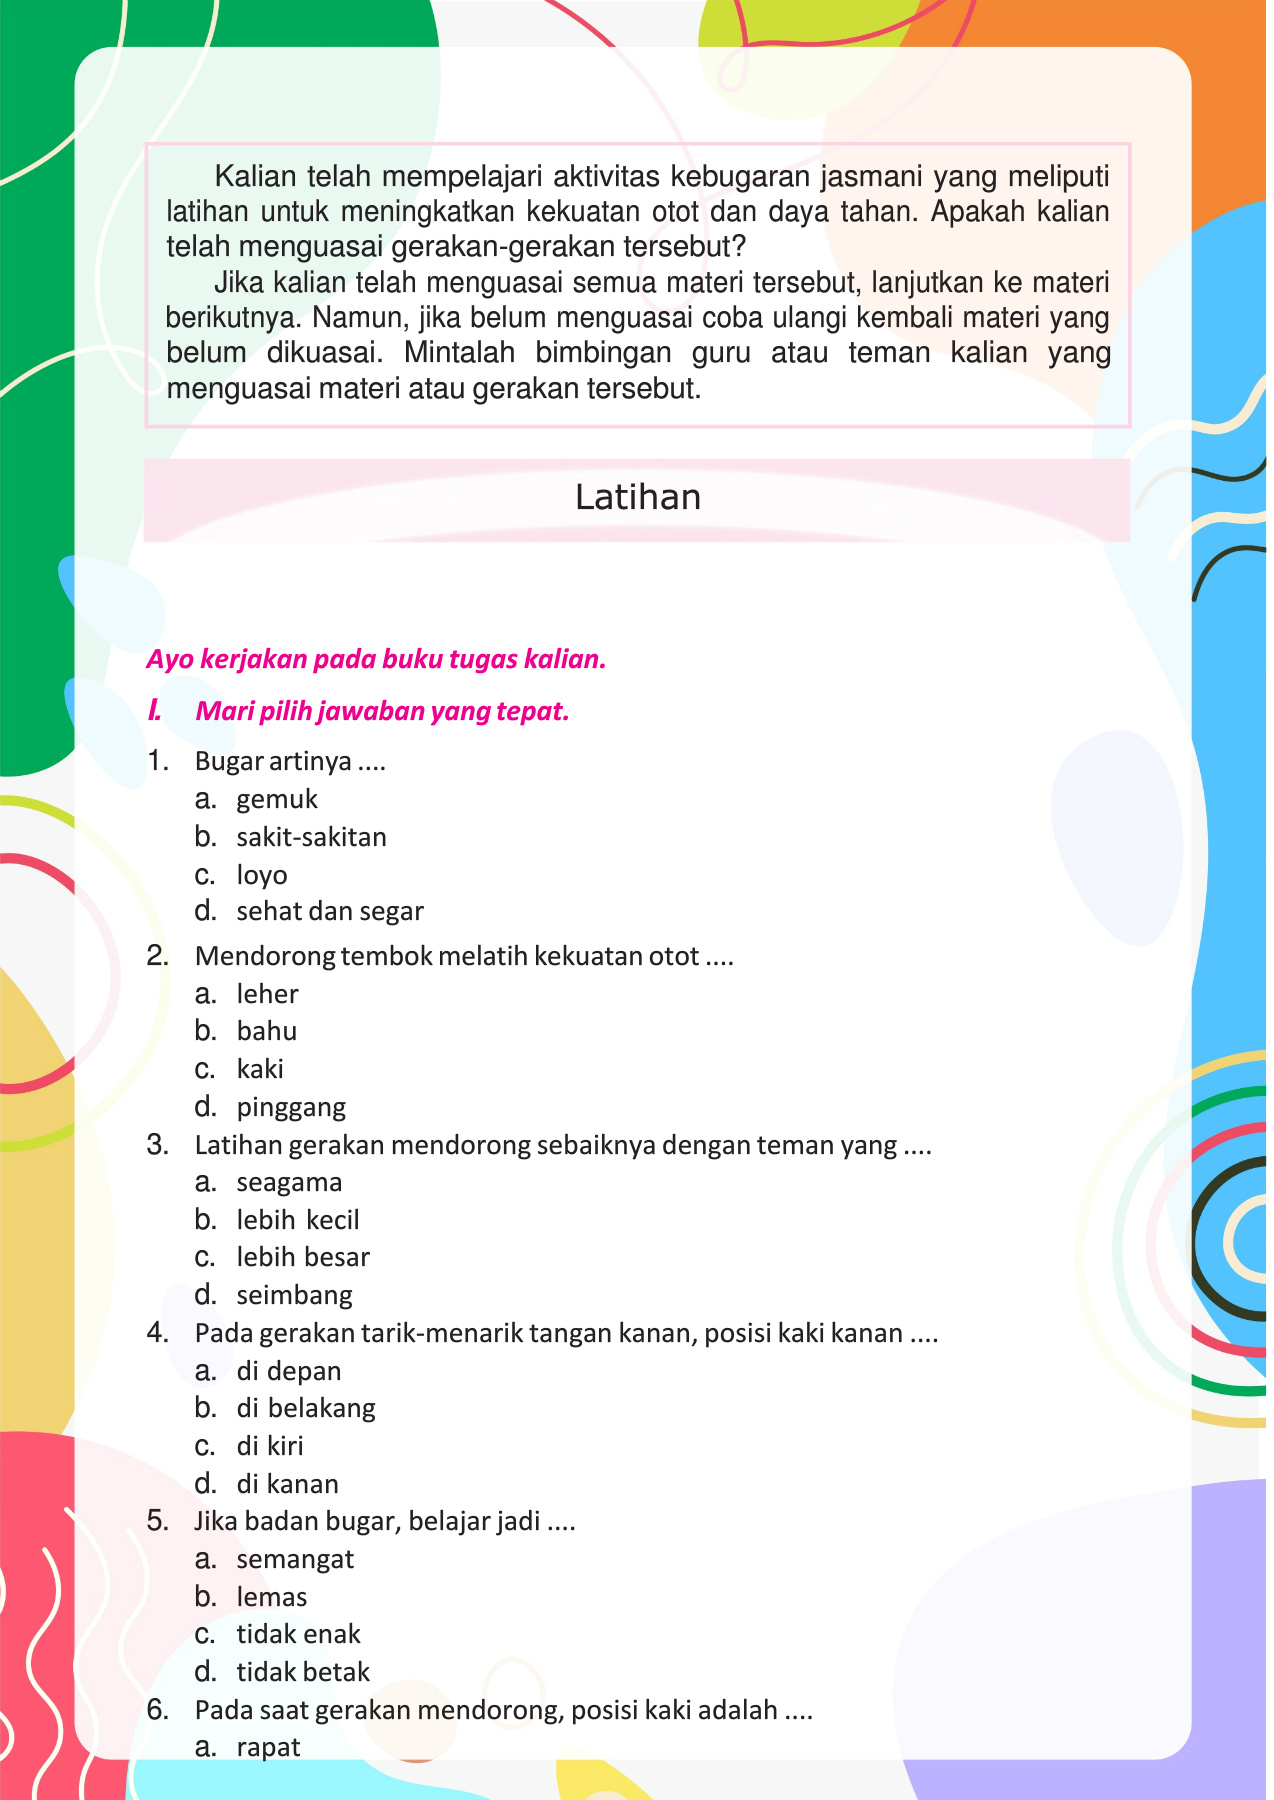 Kalian telah mempelajari aktivitas kebugaran jasmani yang meliputi
latihan untuk meningkatkan kekuatan otot dan daya tahan. Apakah kalian
telah menguasai gerakan-gerakan tersebut?
Jika kalian telah menguasai semua materi tersebut, lanjutkan ke materi
berikutnya. Namun, jika belum menguasai coba ulangi kembali materi yang
belum dikuasai. Mintalah bimbingan guru atau teman kalian yang
menguasai materi atau gerakan tersebut.
Latihan
Ayo kerjakan pada buku tugas kalian.
I. Mari pilih jawaban yang tepat.
1. Bugar artinya ....
a. gemuk
b. sakit-sakitan
c. loyo
d. sehat dan segar
2. Mendorong tembok melatih kekuatan otot ....
a. leher
b. bahu
c. kaki
d. pinggang
3. Latihan gerakan mendorong sebaiknya dengan teman yang ....
a. seagama
b. lebih kecil
c. lebih besar
d. seimbang
4. Pada gerakan tarik-menarik tangan kanan, posisi kaki kanan ....
a. di depan
b. di belakang
c. di kiri
d. di kanan
5. Jika badan bugar, belajar jadi ....
a. semangat
b. lemas
c. tidak enak
d. tidak betak
6. Pada saat gerakan mendorong, posisi kaki adalah ....
a. rapat